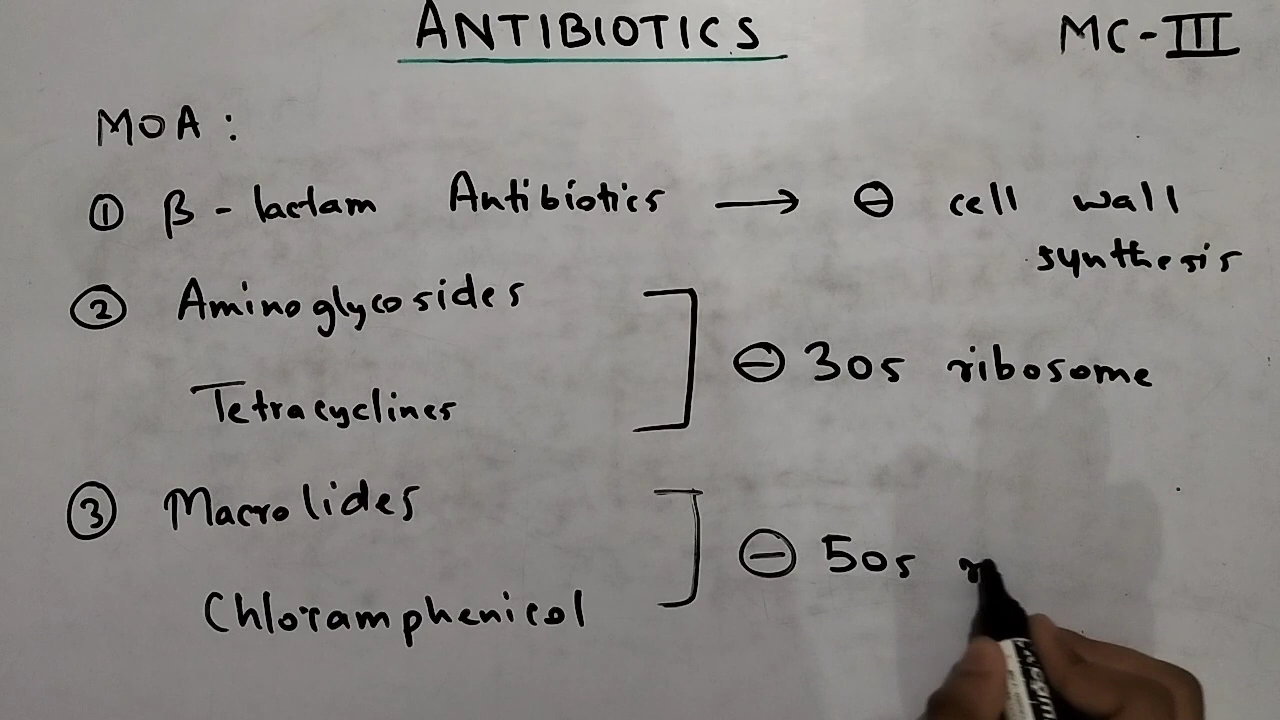 ANTIBIOTICS MC-III
MOA :
① β-lactam Antibiotics ⟶ ⊖ cell wall
synthesis
② Aminoglycosides
⊖ 30s ribosome
Tetracyclines
③ Macrolides
⊖ 50s r
Chloramphenicol